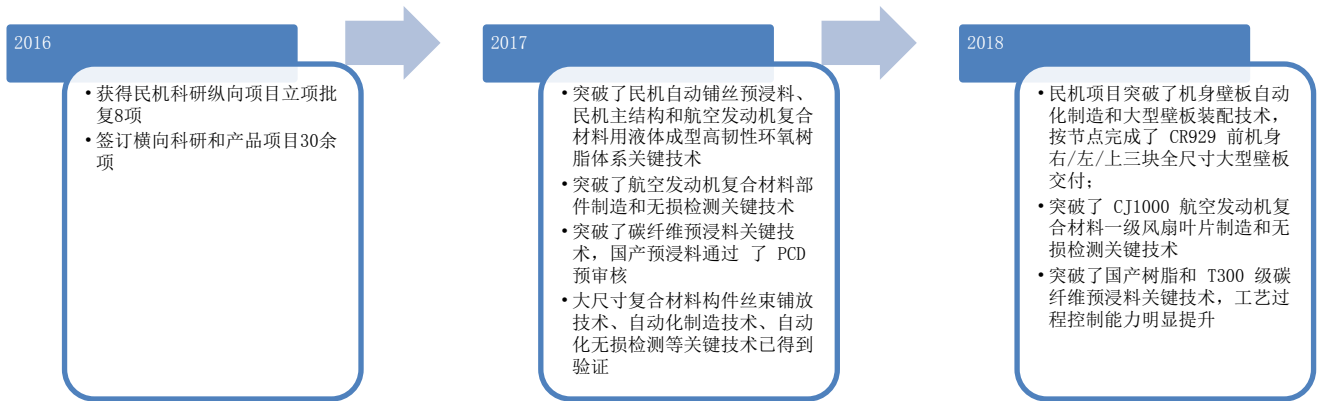 2016
•获得民机科研纵向项目立项批
复8项
•签订横向科研和产品项目30余
项
2017
•突破了民机自动铺丝预浸料、
民机主结构和航空发动机复合
材料用液体成型高韧性环氧树
脂体系关键技术
•突破了航空发动机复合材料部
件制造和无损检测关键技术
•突破了碳纤维预浸料关键技
术，国产预浸料通过 了 PCD
预审核
•大尺寸复合材料构件丝束铺放
技术、自动化制造技术、自动
化无损检测等关键技术已得到
验证
2018
•民机项目突破了机身壁板自动
化制造和大型壁板装配技术，
按节点完成了 CR929 前机身
右/左/上三块全尺寸大型壁板
交付；
•突破了 CJ1000 航空发动机复
合材料一级风扇叶片制造和无
损检测关键技术
•突破了国产树脂和 T300 级碳
纤维预浸料关键技术，工艺过
程控制能力明显提升